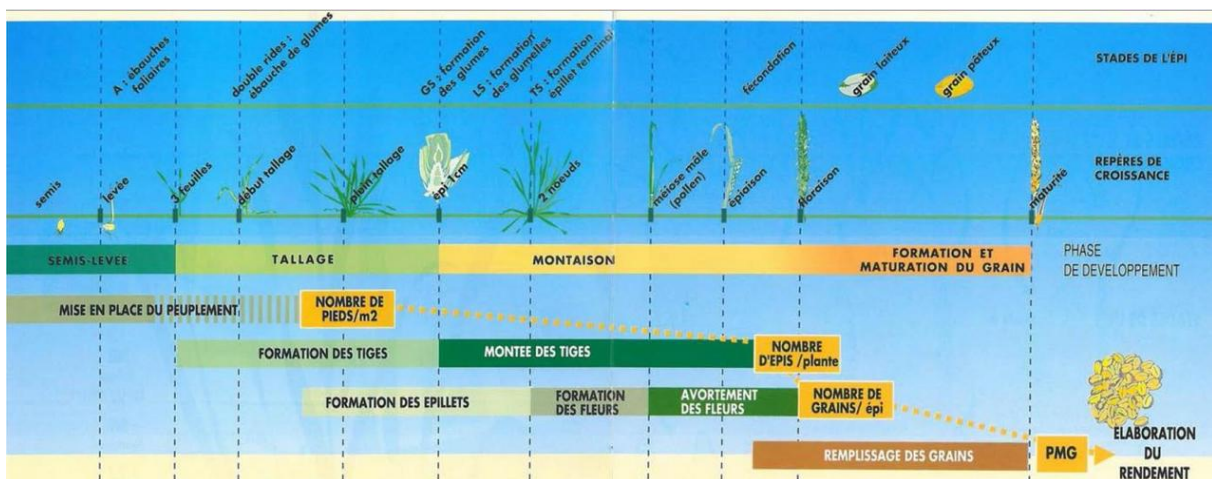 A : ébauches
foliaires
double rides :
ébauche de glumes
GS : formation
des glumes
LS : formation
des glumelles
TS : formation
épillet terminal
fécondation
grain laiteux
grain pâteux
STADES DE L'ÉPI
semis
levée
3 feuilles
début tallage
plein tallage
épi 1cm
2 noeuds
méiose mâle
(pollen)
épiaison
floraison
maturité
REPÈRES DE
CROISSANCE
SEMIS-LEVÉE
TALLAGE
MONTAISON
FORMATION ET
MATURATION DU GRAIN
PHASE
DE DEVELOPPEMENT
MISE EN PLACE DU PEUPLEMENT
NOMBRE DE
PIEDS/m2
FORMATION DES TIGES
MONTEE DES TIGES
NOMBRE
D'EPIS /plante
FORMATION DES EPILLETS
FORMATION
DES FLEURS
AVORTEMENT
DES FLEURS
NOMBRE DE
GRAINS/ épi
REMPLISSAGE DES GRAINS
PMG
ELABORATION
DU
RENDEMENT